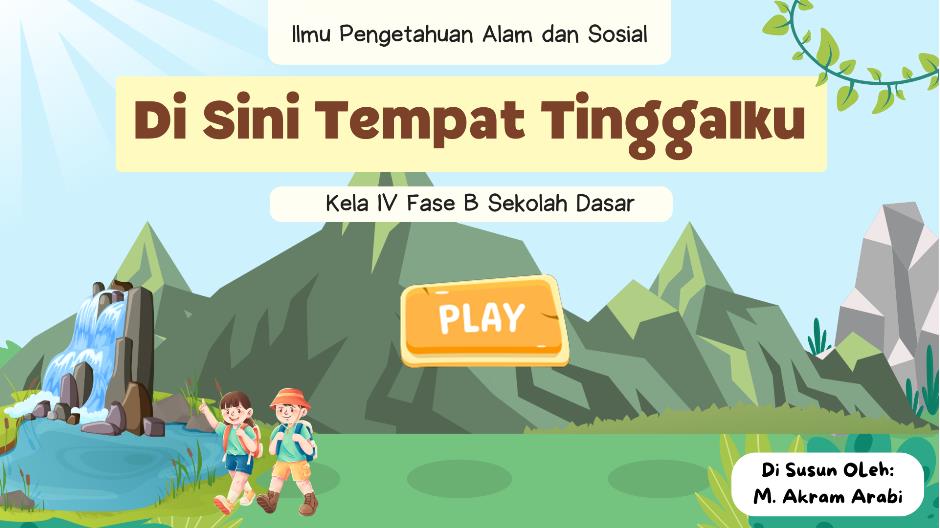 Ilmu Pengetahuan Alam dan Sosial
Di Sini Tempat Tinggalku
Kela IV Fase B Sekolah Dasar
PLAY
Di Susun OLeh:
M. Akram Arabi